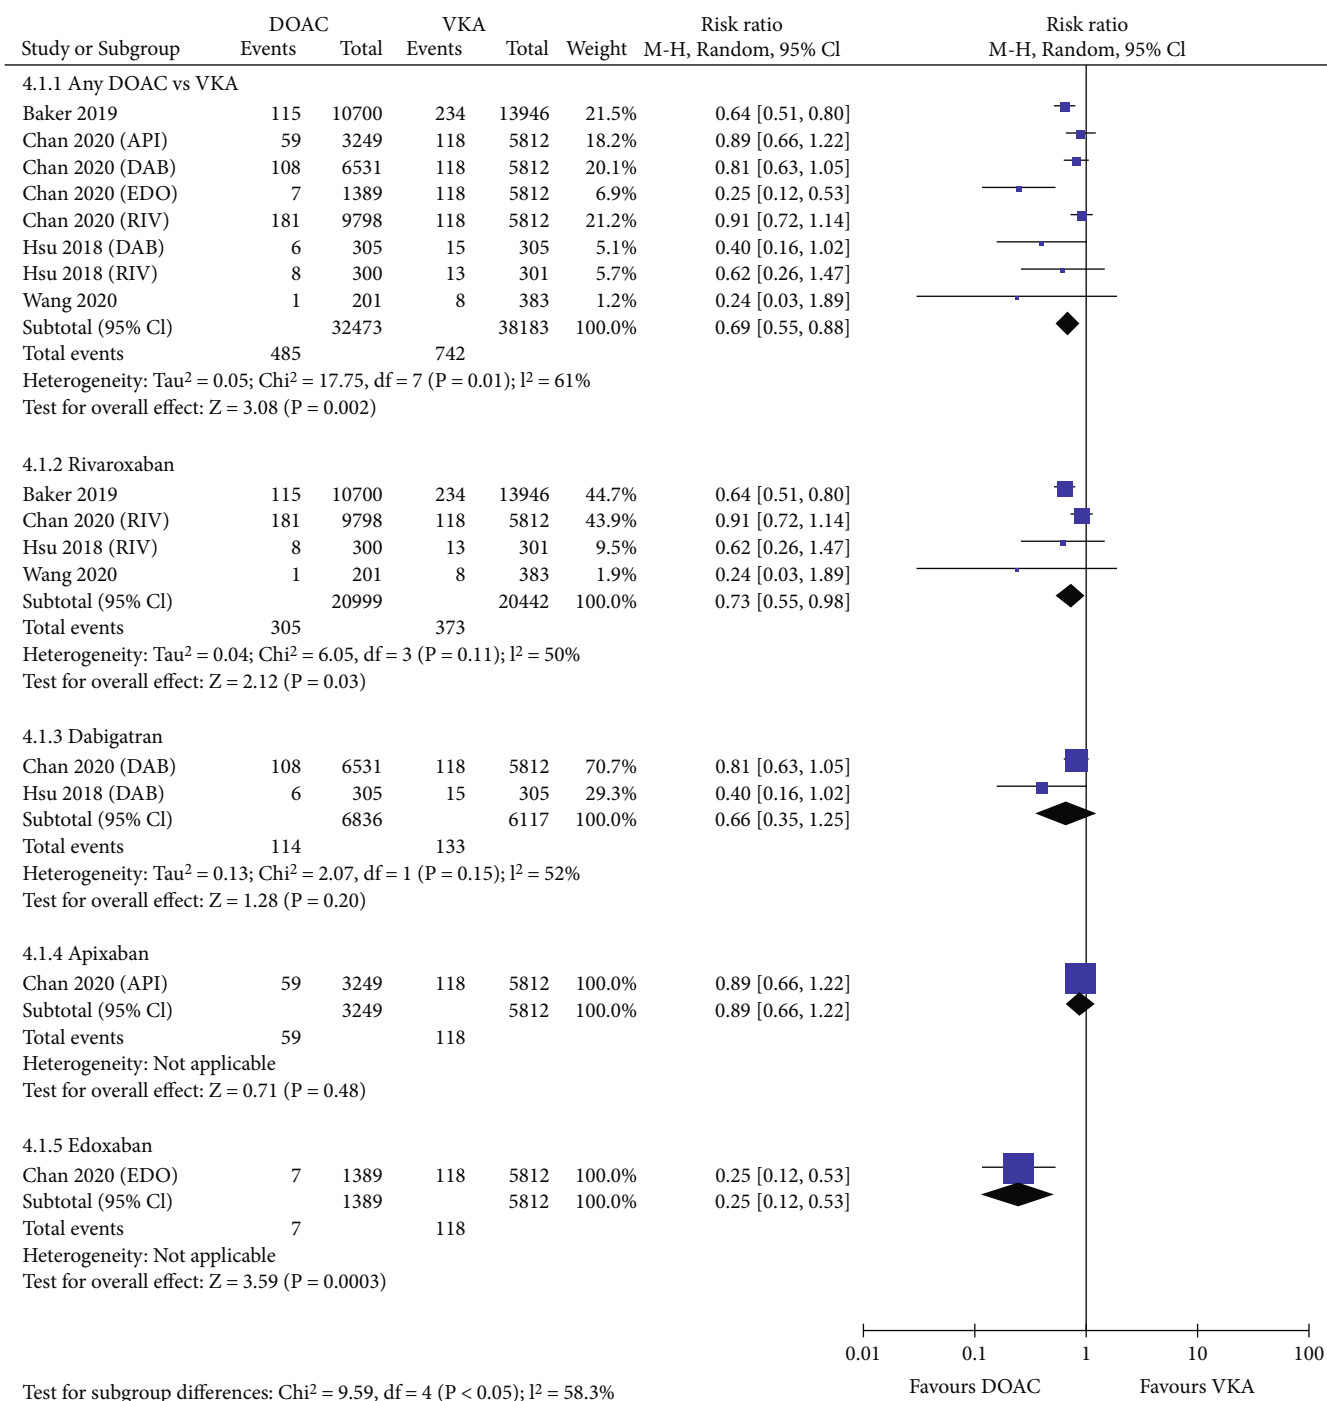 DOAC VKA Risk ratio Risk ratio
Study or Subgroup Events Total Events Total Weight M-H, Random, 95% Cl M-H, Random, 95% Cl
4.1.1 Any DOAC vs VKA
Baker 2019 115 10700 234 13946 21.5% 0.64 [0.51, 0.80]
Chan 2020 (API) 59 3249 118 5812 18.2% 0.89 [0.66, 1.22]
Chan 2020 (DAB) 108 6531 118 5812 20.1% 0.81 [0.63, 1.05]
Chan 2020 (EDO) 7 1389 118 5812 6.9% 0.25 [0.12, 0.53]
Chan 2020 (RIV) 181 9798 118 5812 21.2% 0.91 [0.72, 1.14]
Hsu 2018 (DAB) 6 305 15 305 5.1% 0.40 [0.16, 1.02]
Hsu 2018 (RIV) 8 300 13 301 5.7% 0.62 [0.26, 1.47]
Wang 2020 1 201 8 383 1.2% 0.24 [0.03, 1.89]
Subtotal (95% Cl) 32473 38183 100.0% 0.69 [0.55, 0.88]
Total events 485 742
Heterogeneity: Tau² = 0.05; Chi² = 17.75, df = 7 (P = 0.01); l² = 61%
Test for overall effect: Z = 3.08 (P = 0.002)
4.1.2 Rivaroxaban
Baker 2019 115 10700 234 13946 44.7% 0.64 [0.51, 0.80]
Chan 2020 (RIV) 181 9798 118 5812 43.9% 0.91 [0.72, 1.14]
Hsu 2018 (RIV) 8 300 13 301 9.5% 0.62 [0.26, 1.47]
Wang 2020 1 201 8 383 1.9% 0.24 [0.03, 1.89]
Subtotal (95% Cl) 20999 20442 100.0% 0.73 [0.55, 0.98]
Total events 305 373
Heterogeneity: Tau² = 0.04; Chi² = 6.05, df = 3 (P = 0.11); l² = 50%
Test for overall effect: Z = 2.12 (P = 0.03)
4.1.3 Dabigatran
Chan 2020 (DAB) 108 6531 118 5812 70.7% 0.81 [0.63, 1.05]
Hsu 2018 (DAB) 6 305 15 305 29.3% 0.40 [0.16, 1.02]
Subtotal (95% Cl) 6836 6117 100.0% 0.66 [0.35, 1.25]
Total events 114 133
Heterogeneity: Tau² = 0.13; Chi² = 2.07, df = 1 (P = 0.15); l² = 52%
Test for overall effect: Z = 1.28 (P = 0.20)
4.1.4 Apixaban
Chan 2020 (API) 59 3249 118 5812 100.0% 0.89 [0.66, 1.22]
Subtotal (95% Cl) 3249 5812 100.0% 0.89 [0.66, 1.22]
Total events 59 118
Heterogeneity: Not applicable
Test for overall effect: Z = 0.71 (P = 0.48)
4.1.5 Edoxaban
Chan 2020 (EDO) 7 1389 118 5812 100.0% 0.25 [0.12, 0.53]
Subtotal (95% Cl) 1389 5812 100.0% 0.25 [0.12, 0.53]
Total events 7 118
Heterogeneity: Not applicable
Test for overall effect: Z = 3.59 (P = 0.0003)
0.01 0.1 1 10 100
Favours DOAC Favours VKA
Test for subgroup differences: Chi² = 9.59, df = 4 (P < 0.05); l² = 58.3%